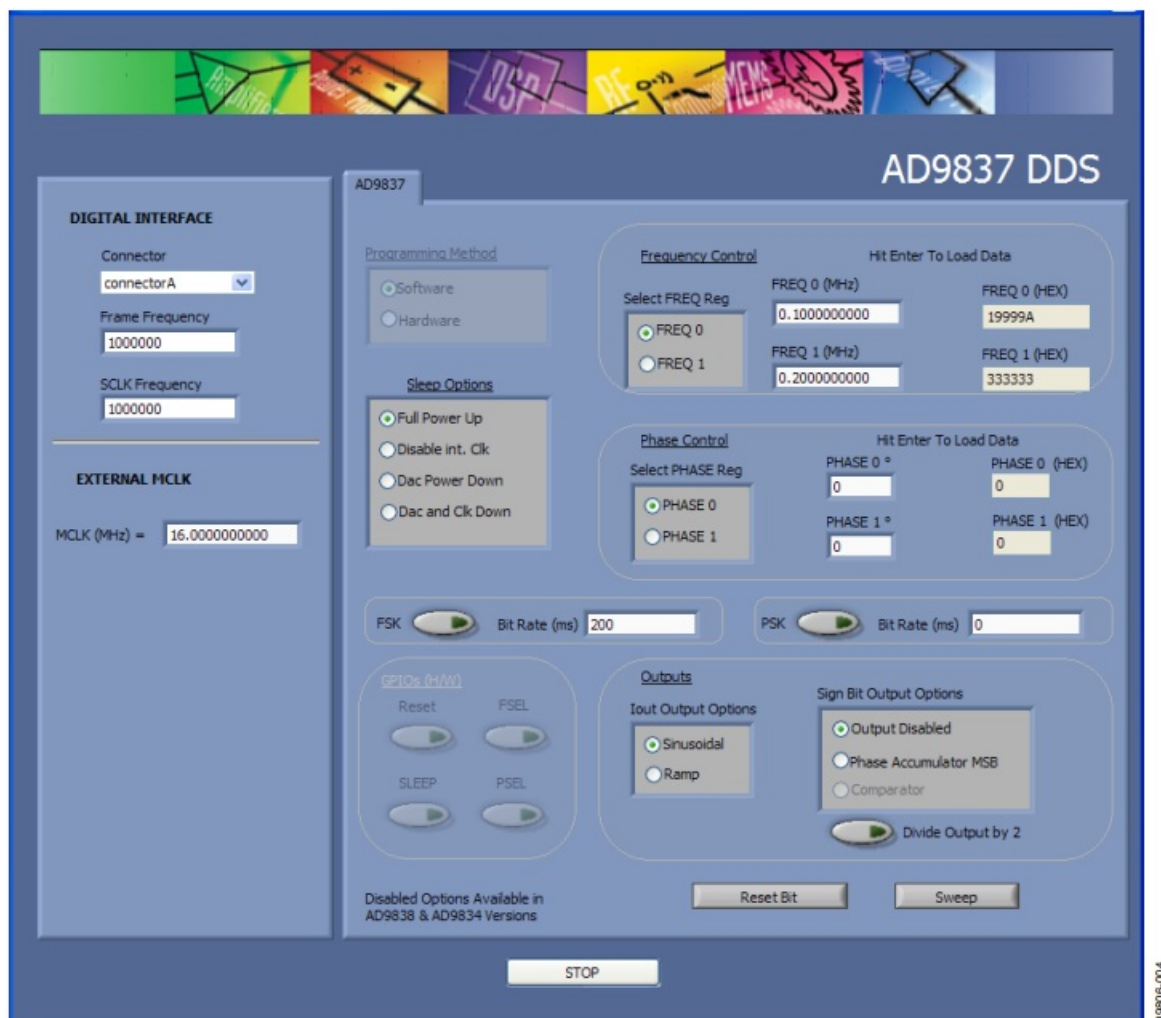 Amplifie
DSP
RF
MEMS
AD9837 DDS
DIGITAL INTERFACE
Connector
connectorA
Frame Frequency
1000000
SCLK Frequency
1000000
EXTERNAL MCLK
MCLK (MHz) = 16.0000000000
AD9837
Programming Method
Software
Hardware
Sleep Options
Full Power Up
Disable int. Clk
Dac Power Down
Dac and Clk Down
Frequency Control
Hit Enter To Load Data
Select FREQ Reg
FREQ 0
FREQ 1
FREQ 0 (MHz)
0.1000000000
FREQ 0 (HEX)
19999A
FREQ 1 (MHz)
0.2000000000
FREQ 1 (HEX)
333333
Phase Control
Hit Enter To Load Data
Select PHASE Reg
PHASE 0
PHASE 1
PHASE 0 °
0
PHASE 0 (HEX)
0
PHASE 1 °
0
PHASE 1 (HEX)
0
FSK Bit Rate (ms) 200
PSK Bit Rate (ms) 0
GPIOs (H/W)
Reset FSEL
SLEEP PSEL
Outputs
Iout Output Options
Sinusoidal
Ramp
Sign Bit Output Options
Output Disabled
Phase Accumulator MSB
Comparator
Divide Output by 2
Disabled Options Available in
AD9838 & AD9834 Versions
Reset Bit
Sweep
STOP